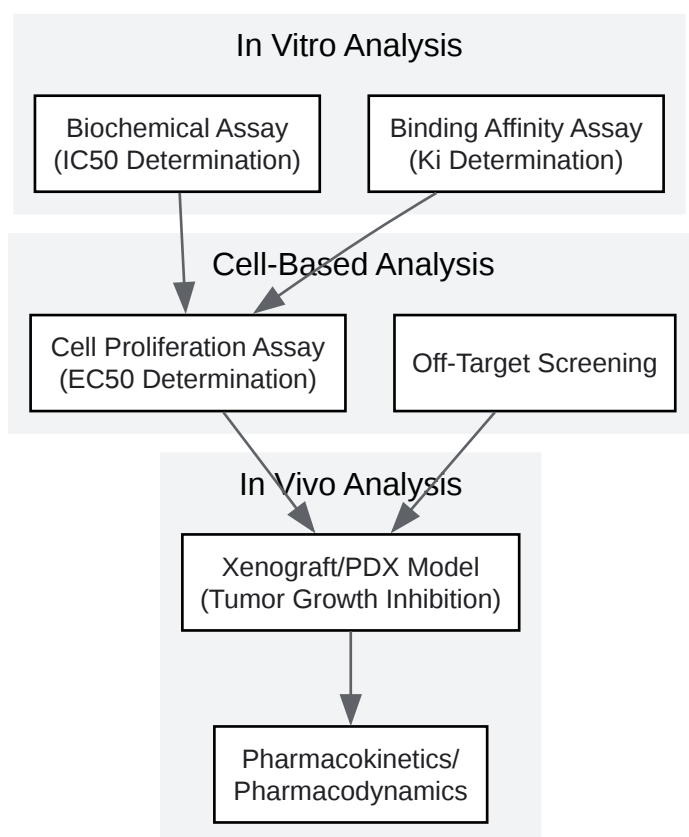 In Vitro Analysis
Biochemical Assay
(IC50 Determination)
Binding Affinity Assay
(Ki Determination)
Cell-Based Analysis
Cell Proliferation Assay
(EC50 Determination)
Off-Target Screening
In Vivo Analysis
Xenograft/PDX Model
(Tumor Growth Inhibition)
Pharmacokinetics/
Pharmacodynamics